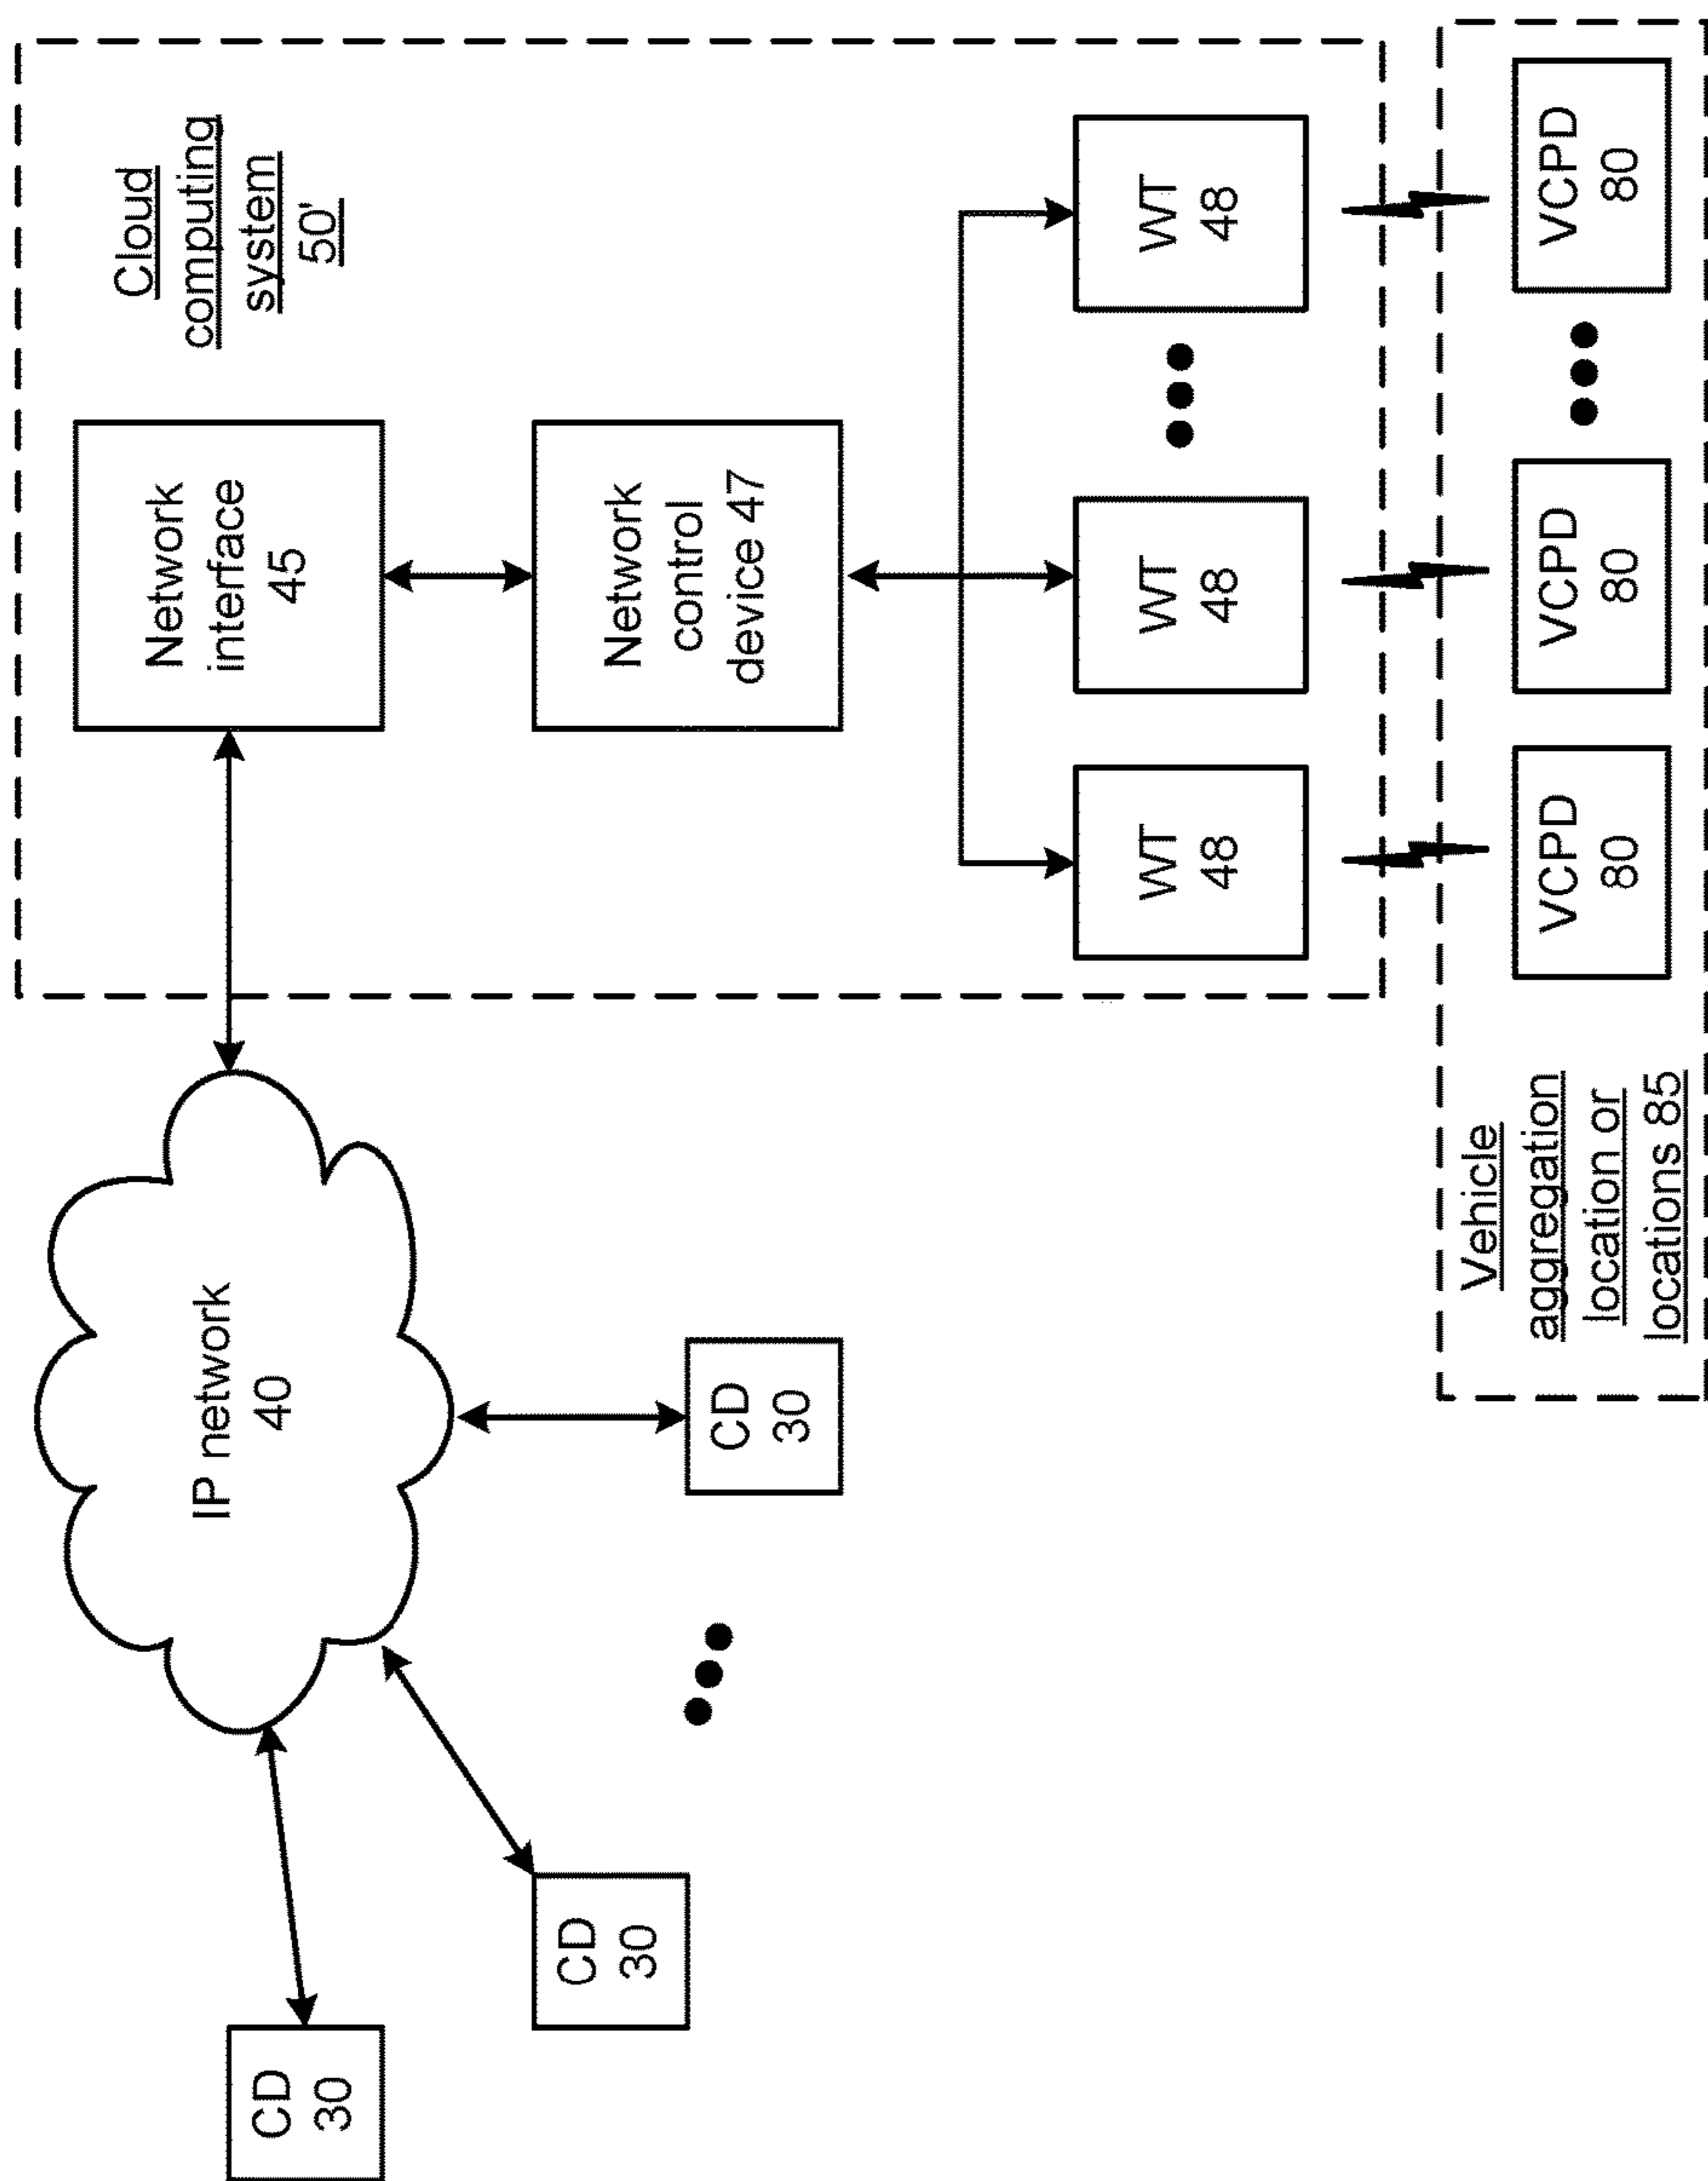 CD
30
CD
30
CD
30
IP network
40
Network
interface
45
Cloud
computing
system
50'
Network
control
device 47
WT
48
WT
48
WT
48
Vehicle
aggregation
location or
locations 85
VCPD
80
VCPD
80
VCPD
80